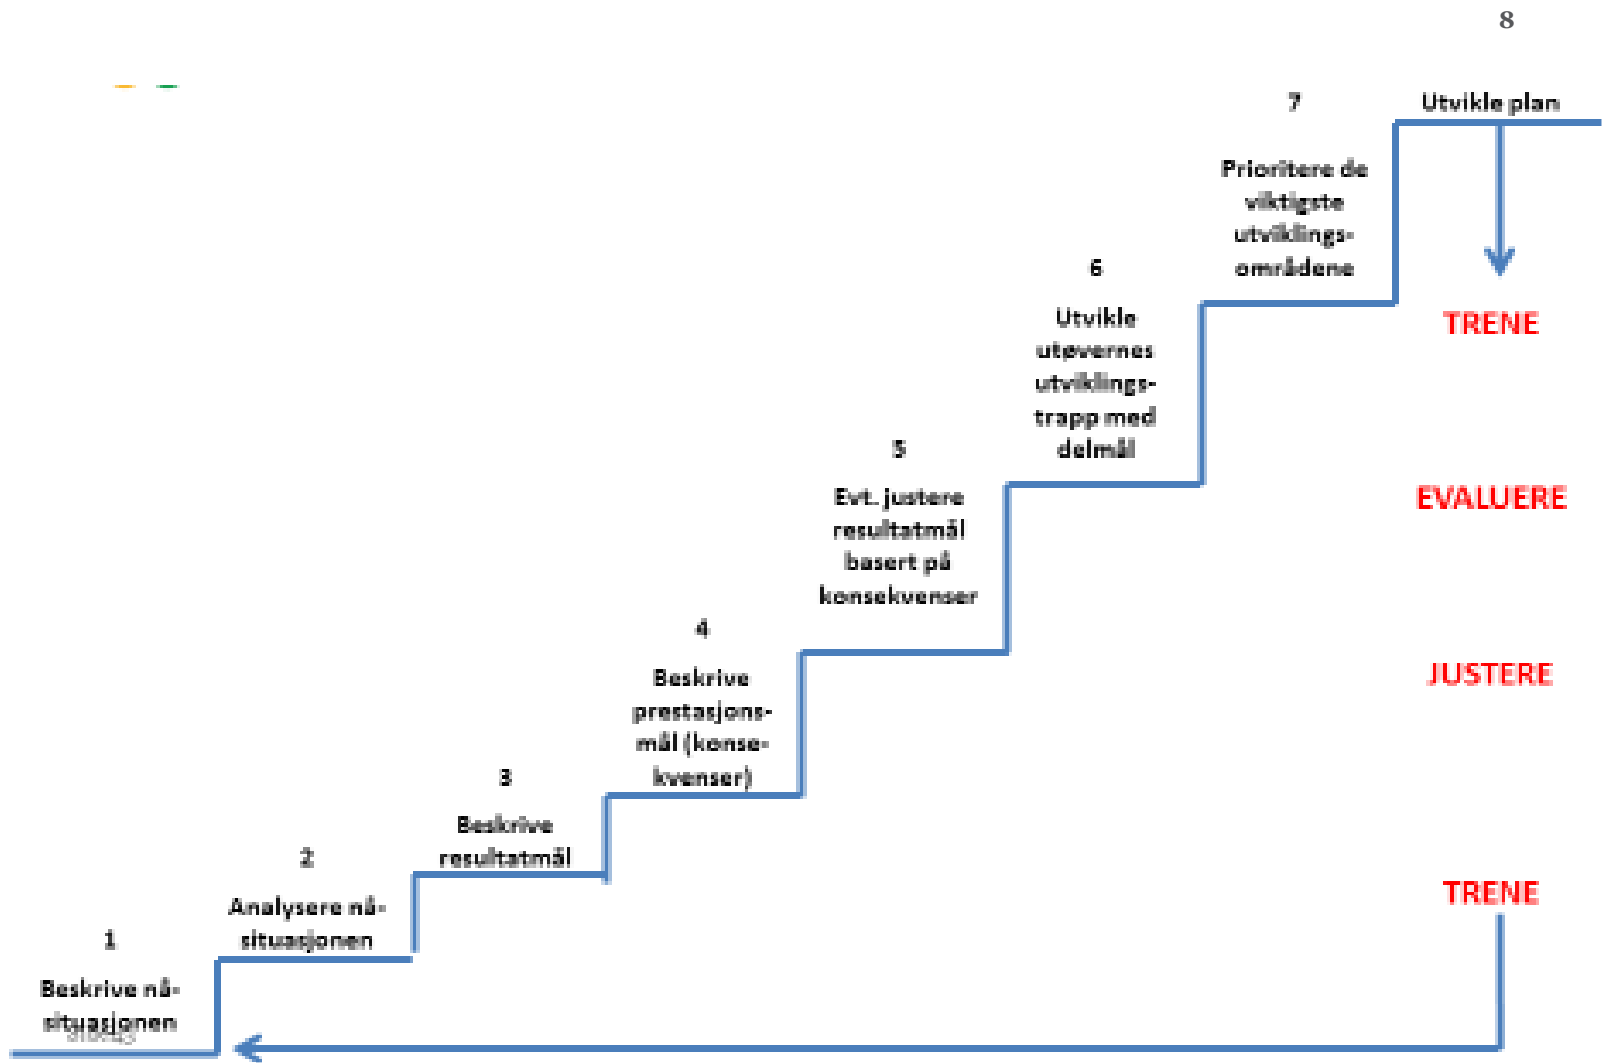 1
Beskrive nå-
situasjonen
2
Analysere nå-
situasjonen
3
Beskrive
resultatmål
4
Beskrive
prestasjons-
mål (konse-
kvenser)
5
Evt. justere
resultatmål
basert på
konsekvenser
6
Utvikle
utøvernes
utviklings-
trapp med
delmål
7
Prioritere de
viktigste
utviklings-
områdene
8
Utvikle plan
TRENE
EVALUERE
JUSTERE
TRENE